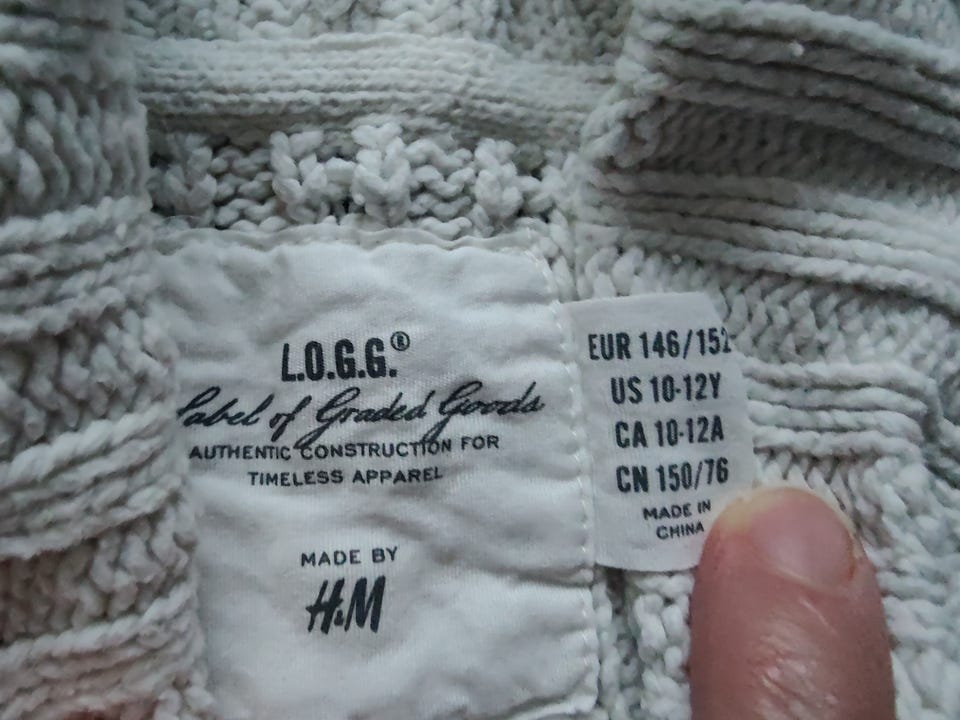 L.O.G.G.®
Label of Graded Goods
AUTHENTIC CONSTRUCTION FOR
TIMELESS APPAREL
MADE BY
H&M
EUR 146/152
US 10-12Y
CA 10-12A
CN 150/76
MADE IN
CHINA